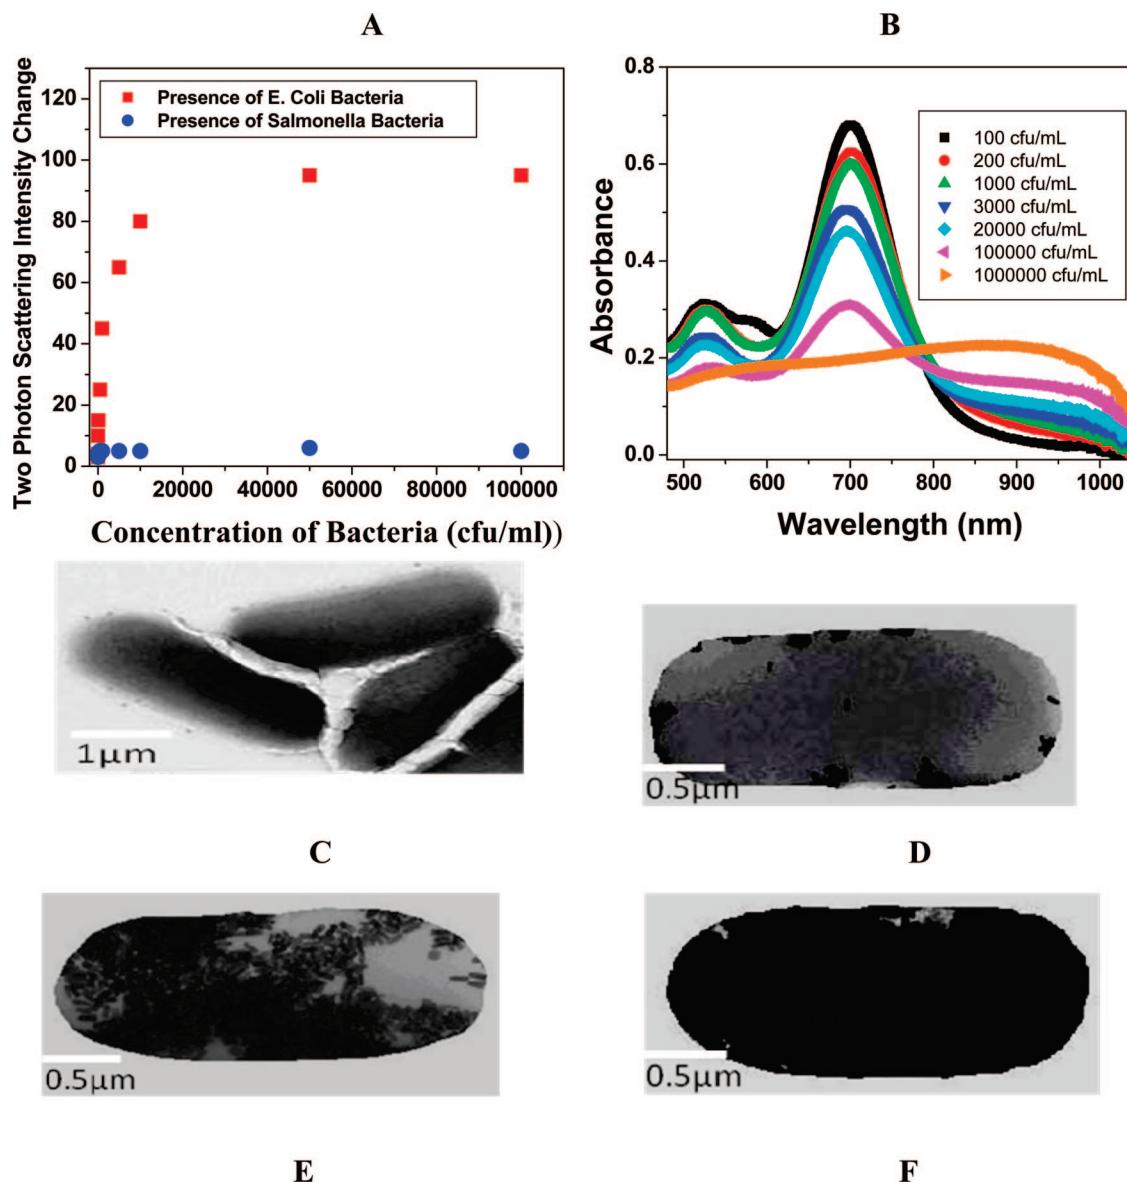 A
Two Photon Scattering Intensity Change
120
100
80
60
40
20
0
Presence of E. Coli Bacteria
Presence of Salmonella Bacteria
0 20000 40000 60000 80000 100000
Concentration of Bacteria (cfu/ml))
B
Absorbance
0.8
0.6
0.4
0.2
0.0
100 cfu/mL
200 cfu/mL
1000 cfu/mL
3000 cfu/mL
20000 cfu/mL
100000 cfu/mL
1000000 cfu/mL
500 600 700 800 900 1000
Wavelength (nm)
1μm
C
0.5μm
D
0.5μm
E
0.5μm
F